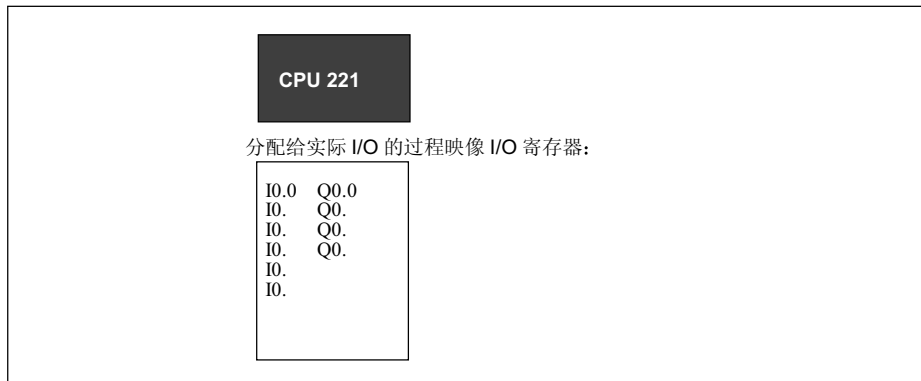 CPU 221
分配给实际 I/O 的过程映像 I/O 寄存器：
I0.0 Q0.0
I0. Q0.
I0. Q0.
I0. Q0.
I0.
I0.